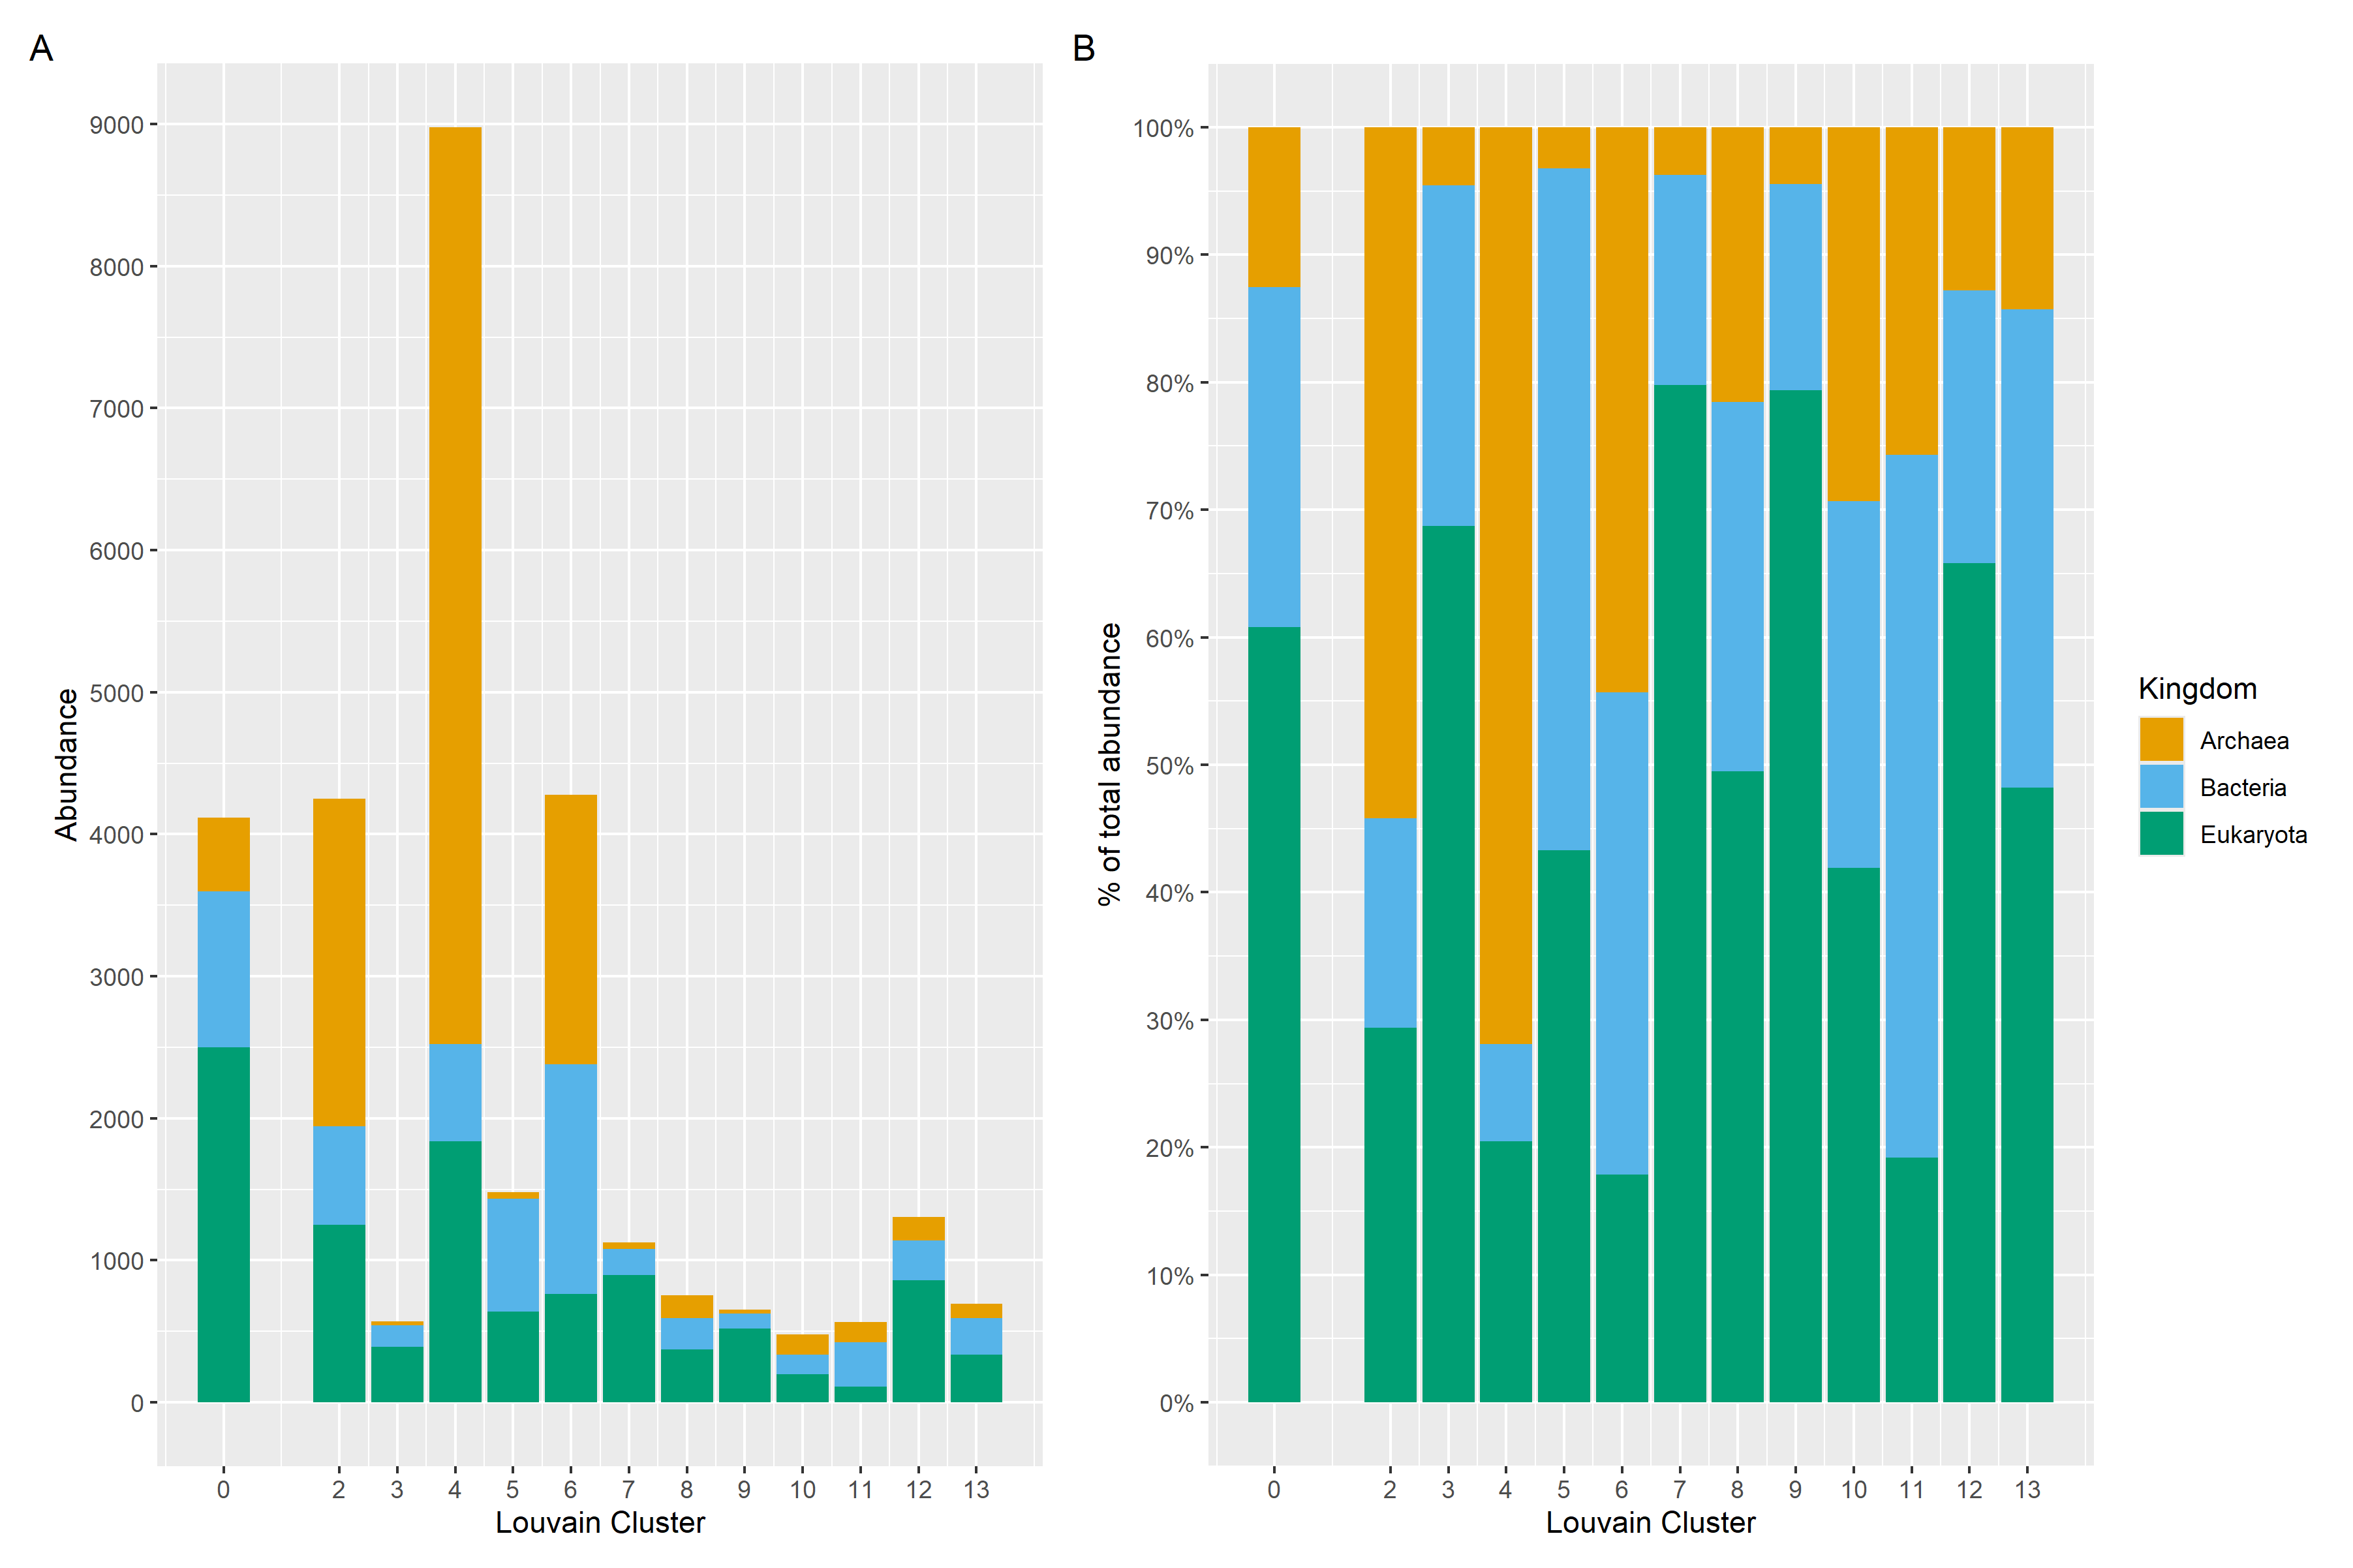 A
Abundance
9000
8000
7000
6000
5000
4000
3000
2000
1000
0
0 2 3 4 5 6 7 8 9 10 11 12 13
Louvain Cluster
B
% of total abundance
100%
90%
80%
70%
60%
50%
40%
30%
20%
10%
0%
0 2 3 4 5 6 7 8 9 10 11 12 13
Louvain Cluster
Kingdom
Archaea
Bacteria
Eukaryota